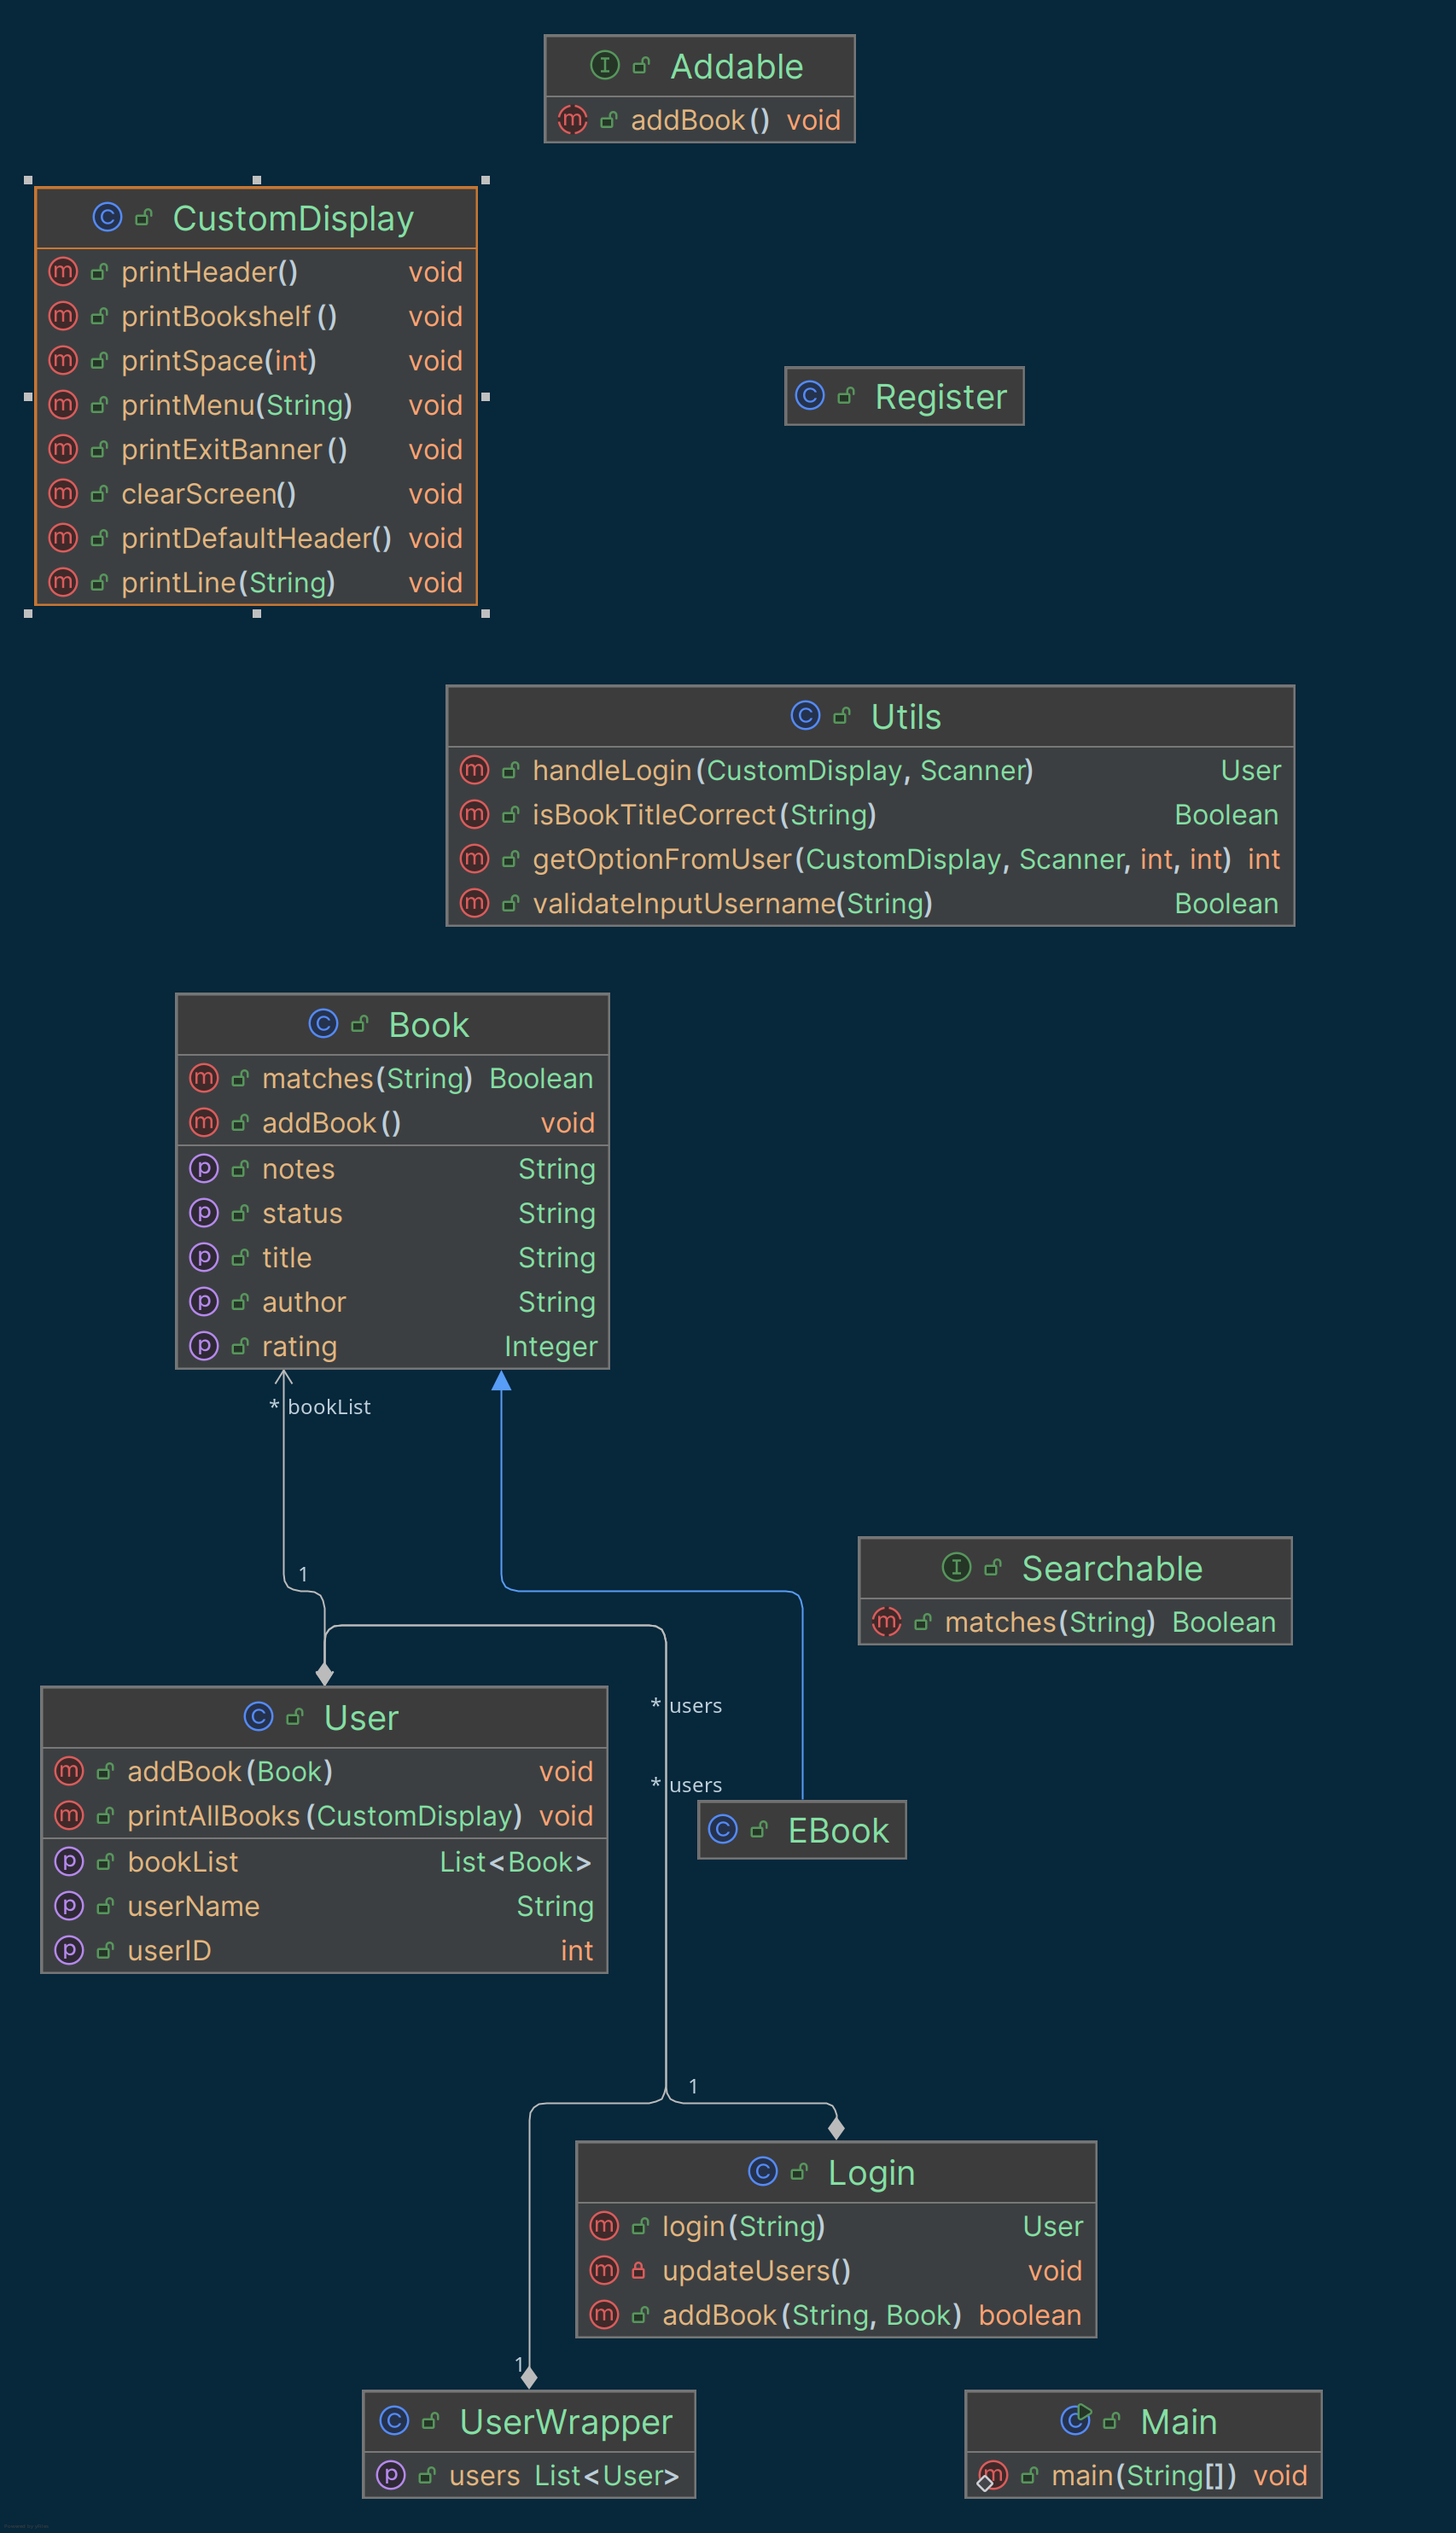 Addable
addBook() void
CustomDisplay
printHeader() void
printBookshelf() void
printSpace(int) void
printMenu(String) void
printExitBanner() void
clearScreen() void
printDefaultHeader() void
printLine(String) void
Register
Utils
handleLogin(CustomDisplay, Scanner) User
isBookTitleCorrect(String) Boolean
getOptionFromUser(CustomDisplay, Scanner, int, int) int
validateInputUsername(String) Boolean
Book
matches(String) Boolean
addBook() void
notes String
status String
title String
author String
rating Integer
* bookList
1
Searchable
matches(String) Boolean
User
addBook(Book) void
printAllBooks(CustomDisplay) void
bookList List<Book>
userName String
userID int
* users
* users
EBook
1
Login
login(String) User
updateUsers() void
addBook(String, Book) boolean
1
UserWrapper
users List<User>
Main
main(String[]) void